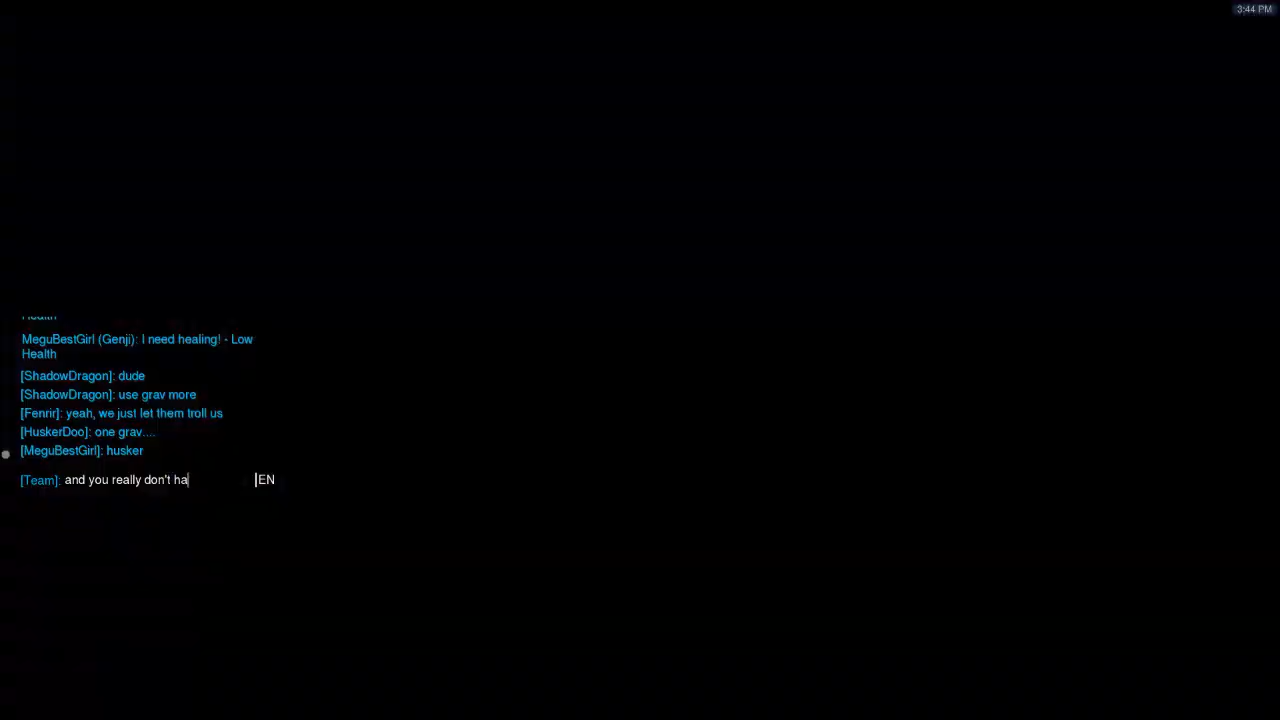 3:44 PM
Health
MeguBestGirl (Genji): I need healing! - Low
Health
[ShadowDragon]: dude
[ShadowDragon]: use grav more
[Fenrir]: yeah, we just let them troll us
[HuskerDoo]: one grav....
[MeguBestGirl]: husker
[Team]: and you really don't ha EN